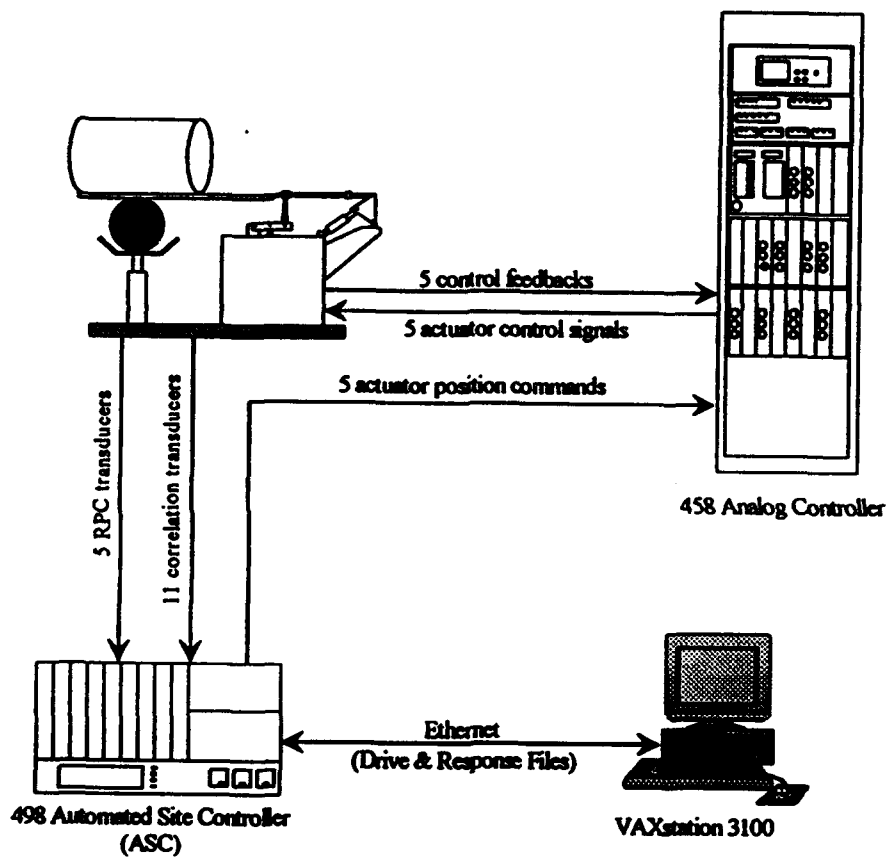 5 control feedbacks
5 actuator control signals
5 actuator position commands
5 RPC transducers
11 correlation transducers
458 Analog Controller
Ethernet
(Drive & Response Files)
498 Automated Site Controller
(ASC)
VAXstation 3100